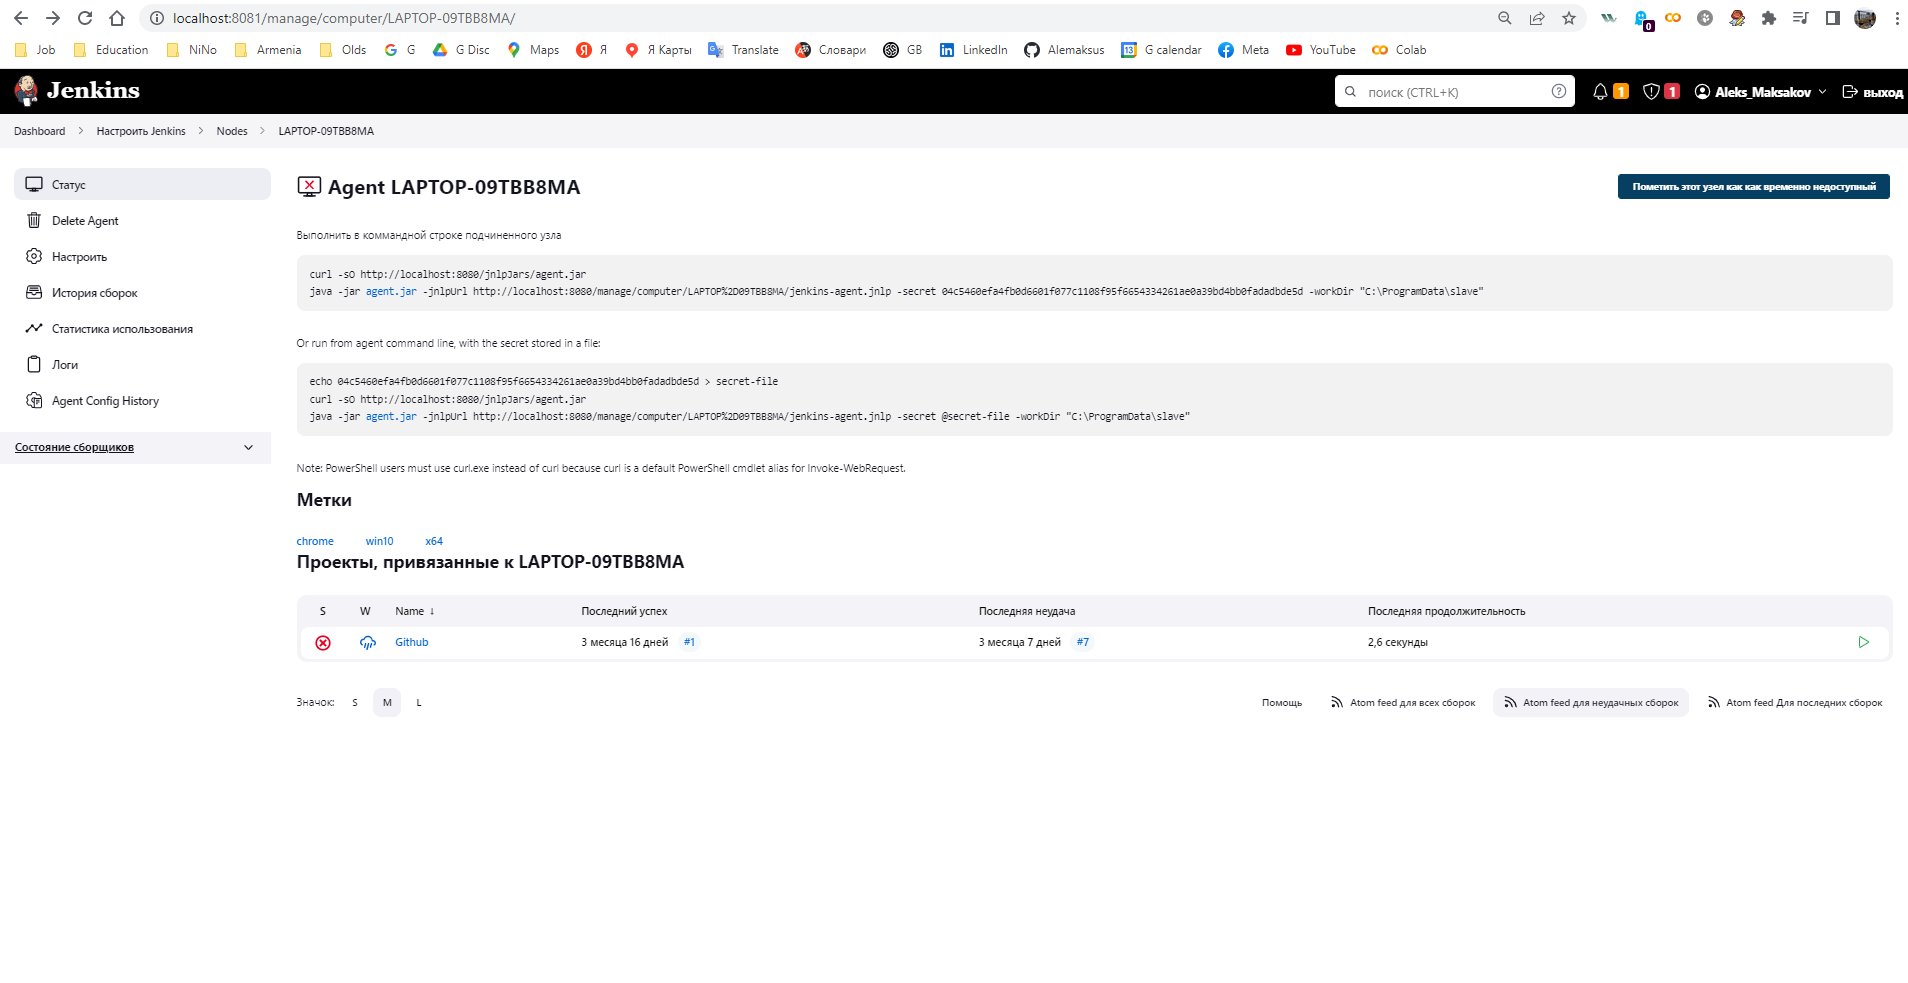 localhost:8081/manage/computer/LAPTOP-09TBB8MA/
0
Job Education NiNo Armenia Olds G G Disc Maps Я Я Карты Translate Словари GB LinkedIn Alemaksus G calendar Meta YouTube Colab
Jenkins поиск (CTRL+K) 1 1 Aleks_Maksakov выход
Dashboard Настроить Jenkins Nodes LAPTOP-09TBB8MA
Статус
Delete Agent
Настроить
История сборок
Статистика использования
Логи
Agent Config History
Состояние сборщиков
Agent LAPTOP-09TBB8MA
Пометить этот узел как как временно недоступный
Выполнить в коммандной строке подчиненного узла
curl -sO http://localhost:8080/jnlpJars/agent.jar
java -jar agent.jar -jnlpUrl http://localhost:8080/manage/computer/LAPTOP%2D09TBB8MA/jenkins-agent.jnlp -secret 04c5460efa4fb0d6601f077c1108f95f6654334261ae0a39bd4bb0fadadbde5d -workDir "C:\ProgramData\slave"
Or run from agent command line, with the secret stored in a file:
echo 04c5460efa4fb0d6601f077c1108f95f6654334261ae0a39bd4bb0fadadbde5d > secret-file
curl -sO http://localhost:8080/jnlpJars/agent.jar
java -jar agent.jar -jnlpUrl http://localhost:8080/manage/computer/LAPTOP%2D09TBB8MA/jenkins-agent.jnlp -secret @secret-file -workDir "C:\ProgramData\slave"
Note: PowerShell users must use curl.exe instead of curl because curl is a default PowerShell cmdlet alias for Invoke-WebRequest.
Метки
chrome win10 x64
Проекты, привязанные к LAPTOP-09TBB8MA
S W Name ↓ Последний успех Последняя неудача Последняя продолжительность
Github 3 месяца 16 дней #1 3 месяца 7 дней #7 2,6 секунды
Значок: S M L Помощь Atom feed для всех сборок Atom feed для неудачных сборок Atom feed Для последних сборок